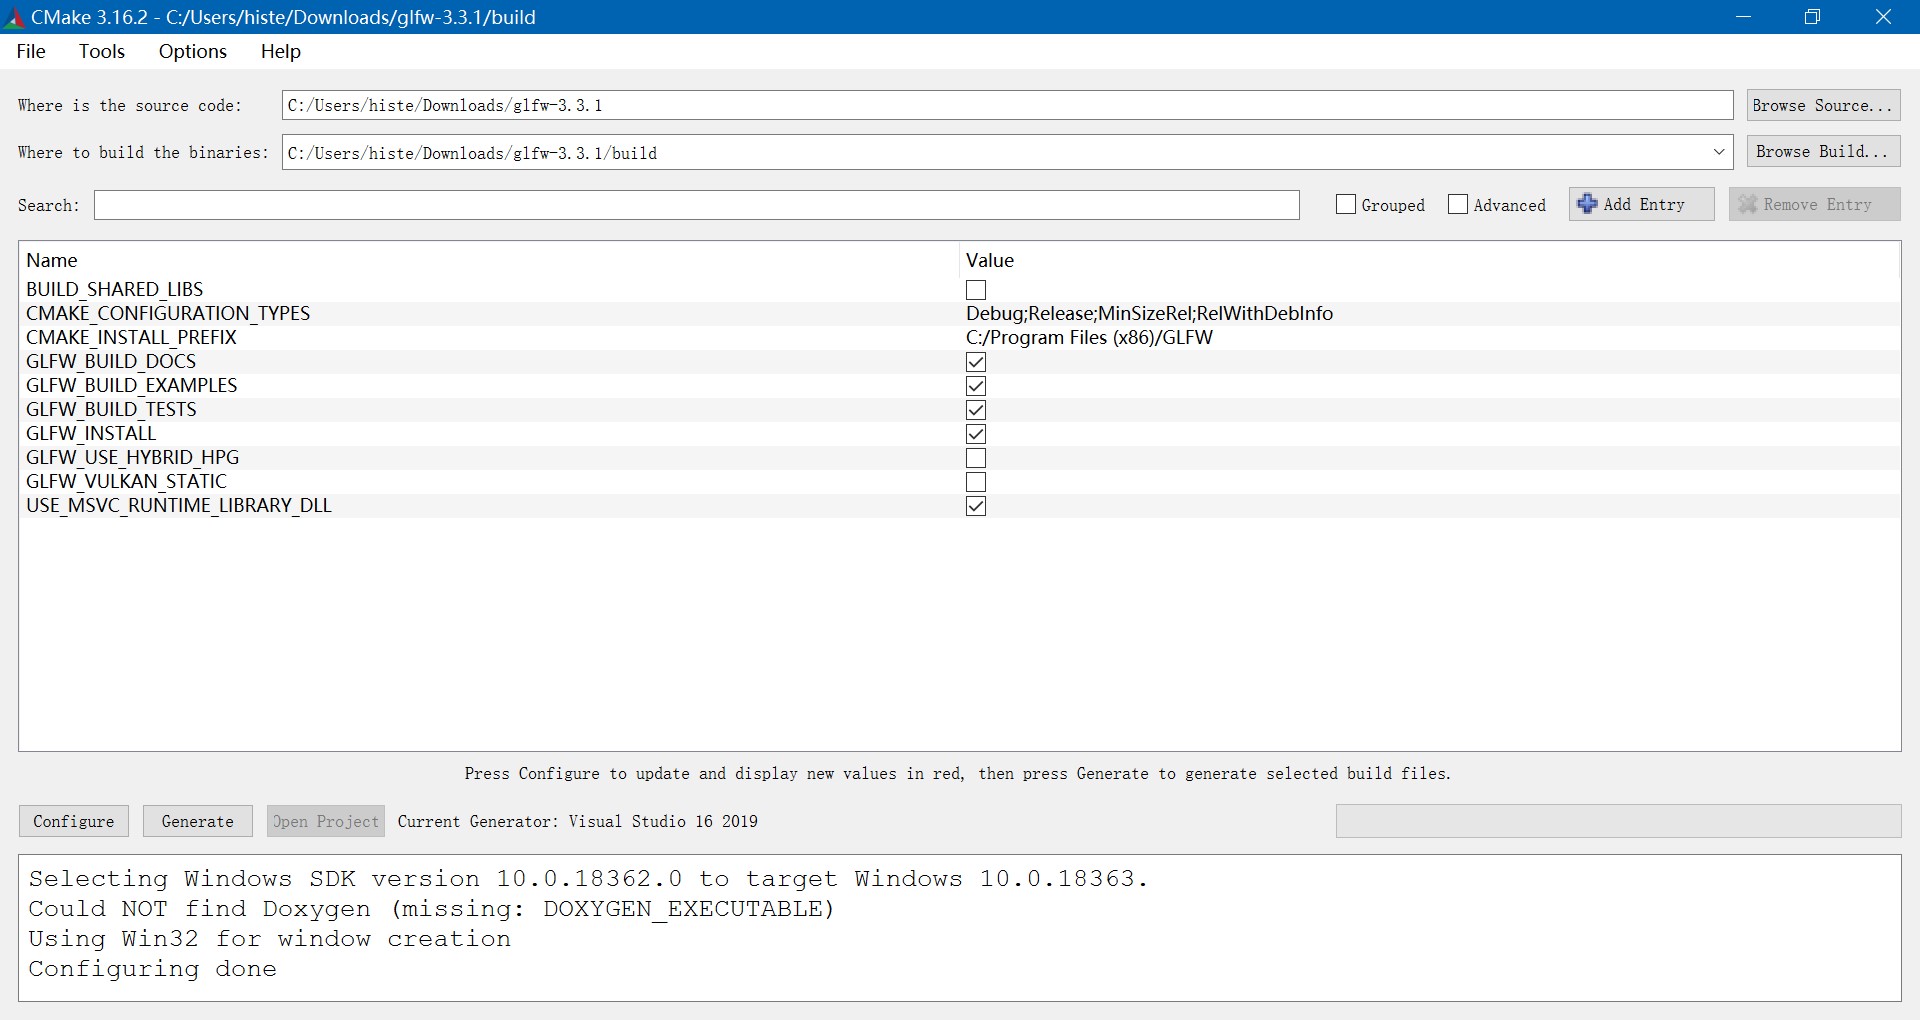 CMake 3.16.2 - C:/Users/histe/Downloads/glfw-3.3.1/build
File Tools Options Help
Where is the source code: C:/Users/histe/Downloads/glfw-3.3.1 Browse Source...
Where to build the binaries: C:/Users/histe/Downloads/glfw-3.3.1/build Browse Build...
Search: Grouped Advanced Add Entry Remove Entry
Name Value
BUILD_SHARED_LIBS
CMAKE_CONFIGURATION_TYPES Debug;Release;MinSizeRel;RelWithDebInfo
CMAKE_INSTALL_PREFIX C:/Program Files (x86)/GLFW
GLFW_BUILD_DOCS
GLFW_BUILD_EXAMPLES
GLFW_BUILD_TESTS
GLFW_INSTALL
GLFW_USE_HYBRID_HPG
GLFW_VULKAN_STATIC
USE_MSVC_RUNTIME_LIBRARY_DLL
Press Configure to update and display new values in red, then press Generate to generate selected build files.
Configure Generate Open Project Current Generator: Visual Studio 16 2019
Selecting Windows SDK version 10.0.18362.0 to target Windows 10.0.18363.
Could NOT find Doxygen (missing: DOXYGEN_EXECUTABLE)
Using Win32 for window creation
Configuring done